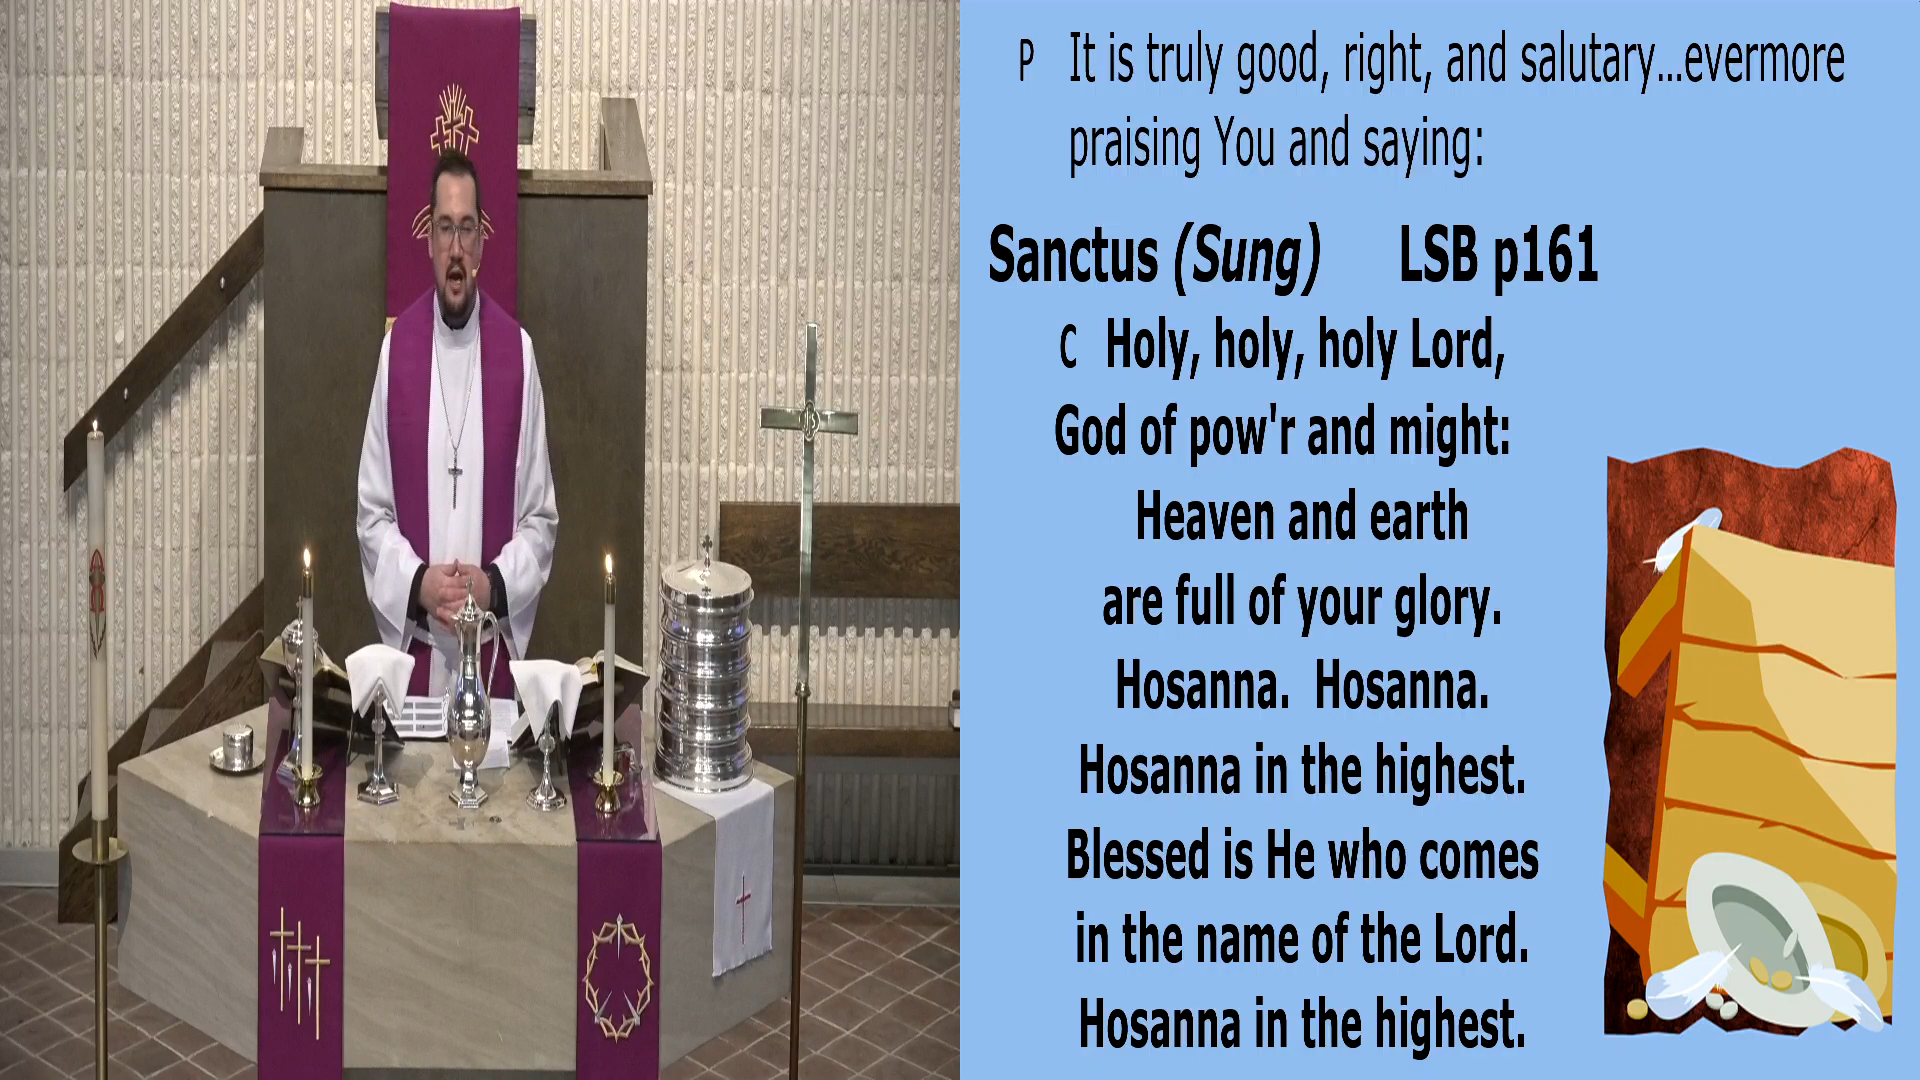 P It is truly good, right, and salutary...evermore
praising You and saying:
Sanctus (Sung) LSB p161
C Holy, holy, holy Lord,
God of pow'r and might:
Heaven and earth
are full of your glory.
Hosanna. Hosanna.
Hosanna in the highest.
Blessed is He who comes
in the name of the Lord.
Hosanna in the highest.